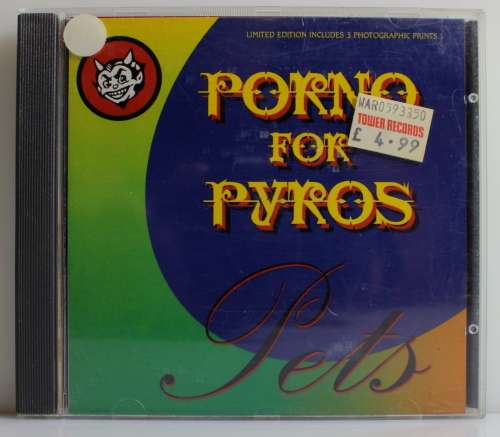 LIMITED EDITION INCLUDES 3 PHOTOGRAPHIC PRINTS
PORNO
FOR
PYROS
WAR0593350
TOWER RECORDS
£ 4.99
Pets